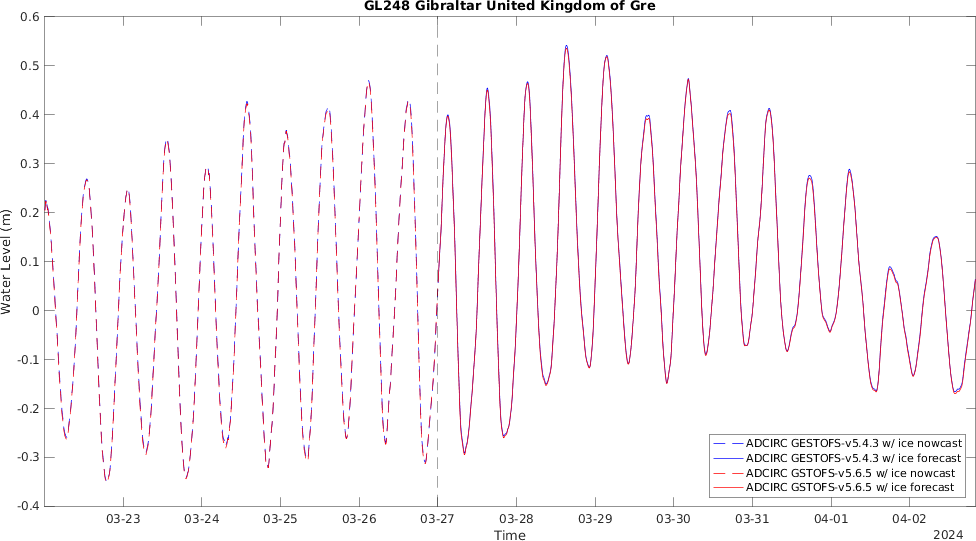 GL248 Gibraltar United Kingdom of Gre
0.6
0.5
0.4
0.3
0.2
0.1
0
-0.1
-0.2
-0.3
-0.4
Water Level (m)
ADCIRC GESTOFS-v5.4.3 w/ ice nowcast
ADCIRC GESTOFS-v5.4.3 w/ ice forecast
ADCIRC GSTOFS-v5.6.5 w/ ice nowcast
ADCIRC GSTOFS-v5.6.5 w/ ice forecast
03-23 03-24 03-25 03-26 03-27 03-28 03-29 03-30 03-31 04-01 04-02
Time
2024